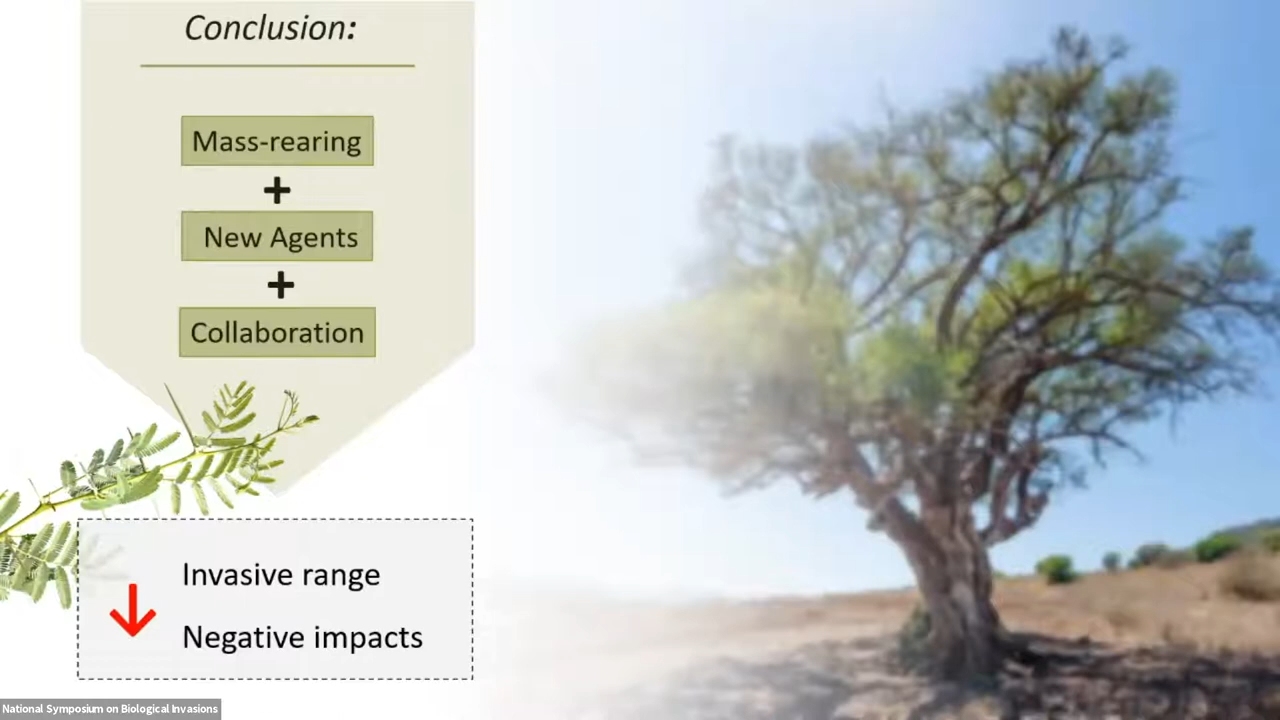 Conclusion:
Mass-rearing
+
New Agents
+
Collaboration
Invasive range
Negative impacts
National Symposium on Biological Invasions